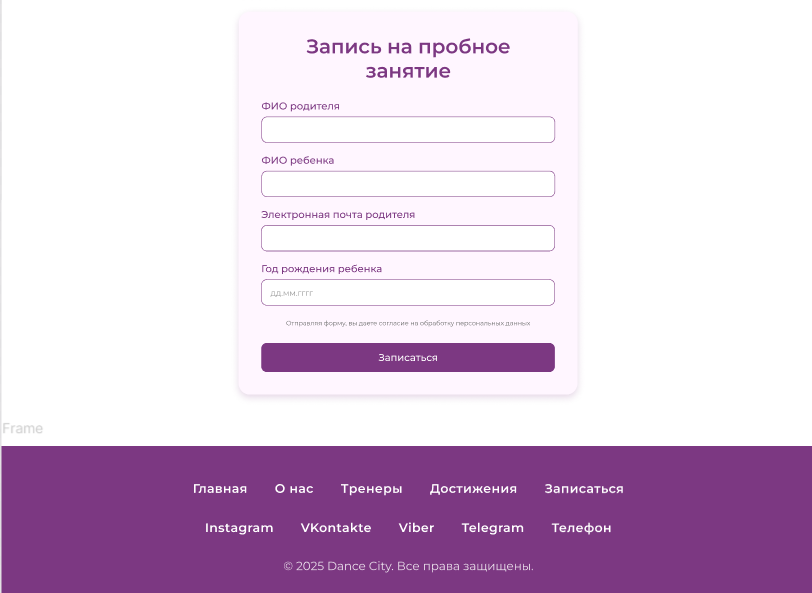 Запись на пробное
занятие
ФИО родителя
ФИО ребенка
Электронная почта родителя
Год рождения ребенка
дд.мм.гггг
Отправляя форму, вы даете согласие на обработку персональных данных
Записаться
Frame
Главная О нас Тренеры Достижения Записаться
Instagram VKontakte Viber Telegram Телефон
© 2025 Dance City. Все права защищены.